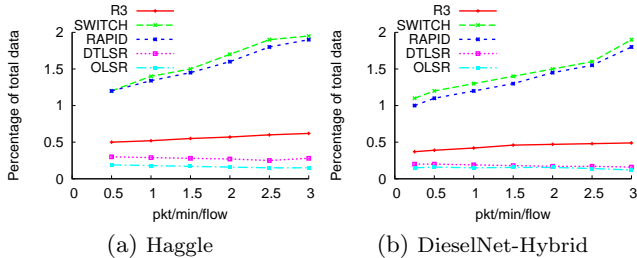 R3
SWITCH
RAPID
DTLSR
OLSR
Percentage of total data
2
1.5
1
0.5
0
0 0.5 1 1.5 2 2.5 3
pkt/min/flow
(a) Haggle
R3
SWITCH
RAPID
DTLSR
OLSR
Percentage of total data
2
1.5
1
0.5
0
0 0.5 1 1.5 2 2.5 3
pkt/min/flow
(b) DieselNet-Hybrid